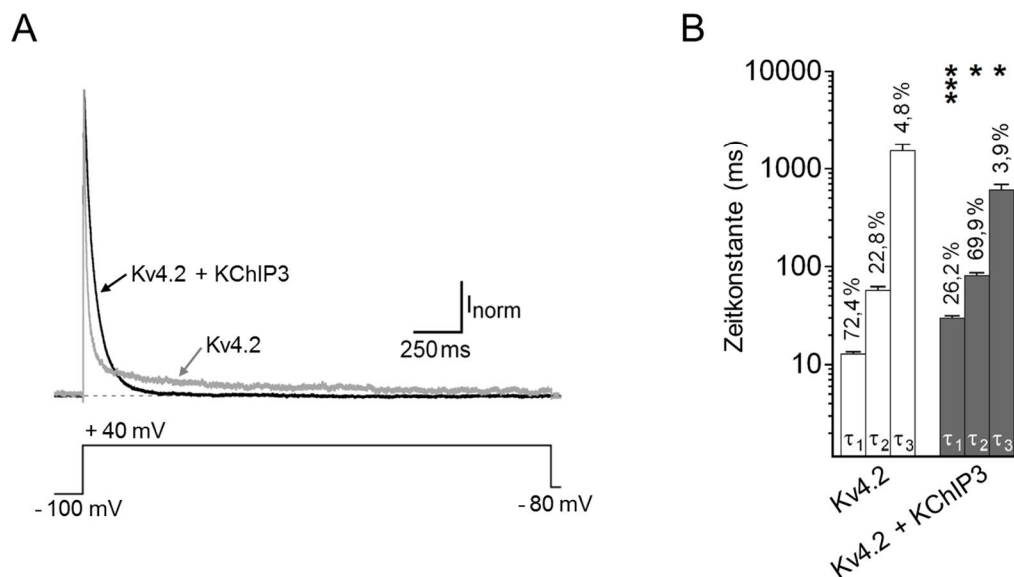 A
Kv4.2 + KChIP3
Kv4.2
Inorm
250 ms
+ 40 mV
- 100 mV
- 80 mV
B
Zeitkonstante (ms)
10000
1000
100
10
72,4 %
22,8 %
4,8 %
26,2 %
69,9 %
3,9 %
***
*
*
τ1
τ2
τ3
τ1
τ2
τ3
Kv4.2
Kv4.2 + KChIP3